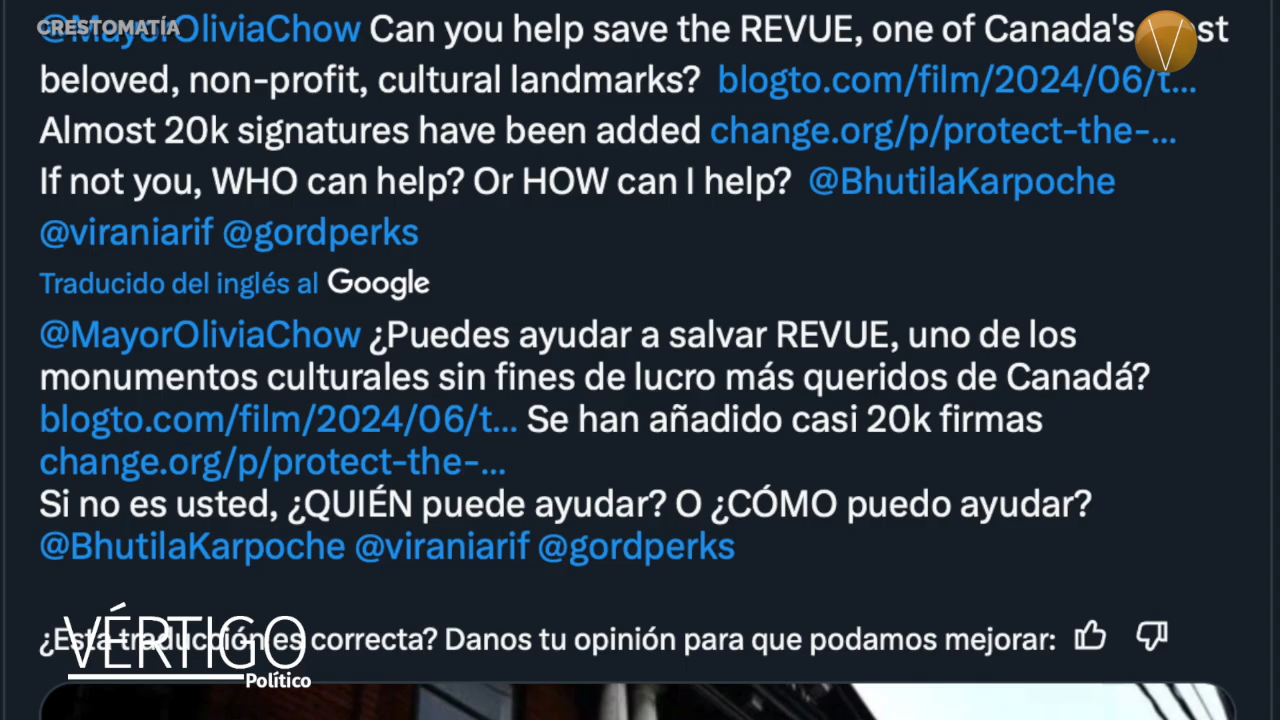 CRESTOMATÍA
@MayorOliviaChow Can you help save the REVUE, one of Canada's
beloved, non-profit, cultural landmarks? blogto.com/film/2024/06/t...
Almost 20k signatures have been added change.org/p/protect-the-...
If not you, WHO can help? Or HOW can I help? @BhutilaKarpoche
@viraniarif @gordperks
Traducido del inglés al Google
@MayorOliviaChow ¿Puedes ayudar a salvar REVUE, uno de los
monumentos culturales sin fines de lucro más queridos de Canadá?
blogto.com/film/2024/06/t... Se han añadido casi 20k firmas
change.org/p/protect-the-...
Si no es usted, ¿QUIÉN puede ayudar? O ¿CÓMO puedo ayudar?
@BhutilaKarpoche @viraniarif @gordperks
¿Esta traducción es correcta? Danos tu opinión para que podamos mejorar:
VÉRTIGO
Político